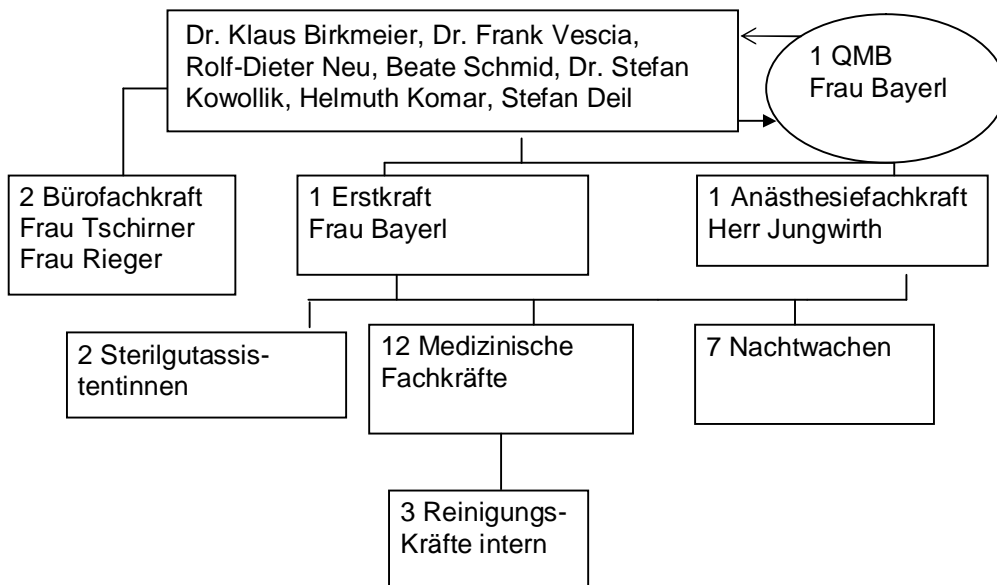 Dr. Klaus Birkmeier, Dr. Frank Vescia,
Rolf-Dieter Neu, Beate Schmid, Dr. Stefan
Kowollik, Helmuth Komar, Stefan Deil
1 QMB
Frau Bayerl
2 Bürofachkraft
Frau Tschirner
Frau Rieger
1 Erstkraft
Frau Bayerl
1 Anästhesiefachkraft
Herr Jungwirth
2 Sterilgutassis-
tentinnen
12 Medizinische
Fachkräfte
7 Nachtwachen
3 Reinigungs-
Kräfte intern